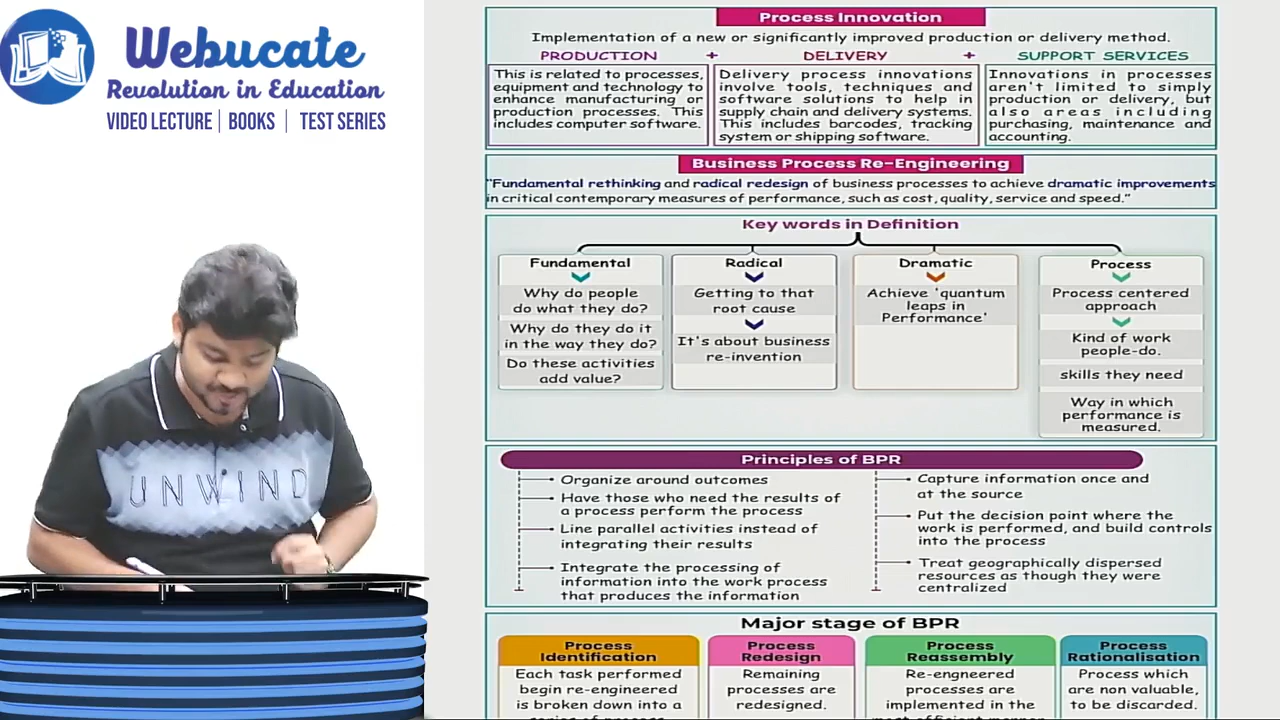 Webucate
Revolution in Education
VIDEO LECTURE | BOOKS | TEST SERIES
UNWIND
Process Innovation
Implementation of a new or significantly improved production or delivery method.
PRODUCTION + DELIVERY + SUPPORT SERVICES
This is related to processes,
equipment and technology to
enhance manufacturing or
production processes. This
includes computer software.
Delivery process innovations
involve tools, techniques and
software solutions to help in
supply chain and delivery systems.
This includes barcodes, tracking
system or shipping software.
Innovations in processes
aren't limited to simply
production or delivery, but
also areas including
purchasing, maintenance and
accounting.
Business Process Re-Engineering
"Fundamental rethinking and radical redesign of business processes to achieve dramatic improvements
in critical contemporary measures of performance, such as cost, quality, service and speed."
Key words in Definition
Fundamental
Why do people
do what they do?
Why do they do it
in the way they do?
Do these activities
add value?
Radical
Getting to that
root cause
It's about business
re-invention
Dramatic
Achieve 'quantum
leaps in
Performance'
Process
Process centered
approach
Kind of work
people-do.
skills they need
Way in which
performance is
measured.
Principles of BPR
Organize around outcomes
Have those who need the results of
a process perform the process
Line parallel activities instead of
integrating their results
Integrate the processing of
information into the work process
that produces the information
Capture information once and
at the source
Put the decision point where the
work is performed, and build controls
into the process
Treat geographically dispersed
resources as though they were
centralized
Major stage of BPR
Process
Identification
Each task performed
begin re-engineered
is broken down into a
series of process
Process
Redesign
Remaining
processes are
redesigned.
Process
Reassembly
Re-engneered
processes are
implemented in the
most efficient manner
Process
Rationalisation
Process which
are non valuable,
to be discarded.